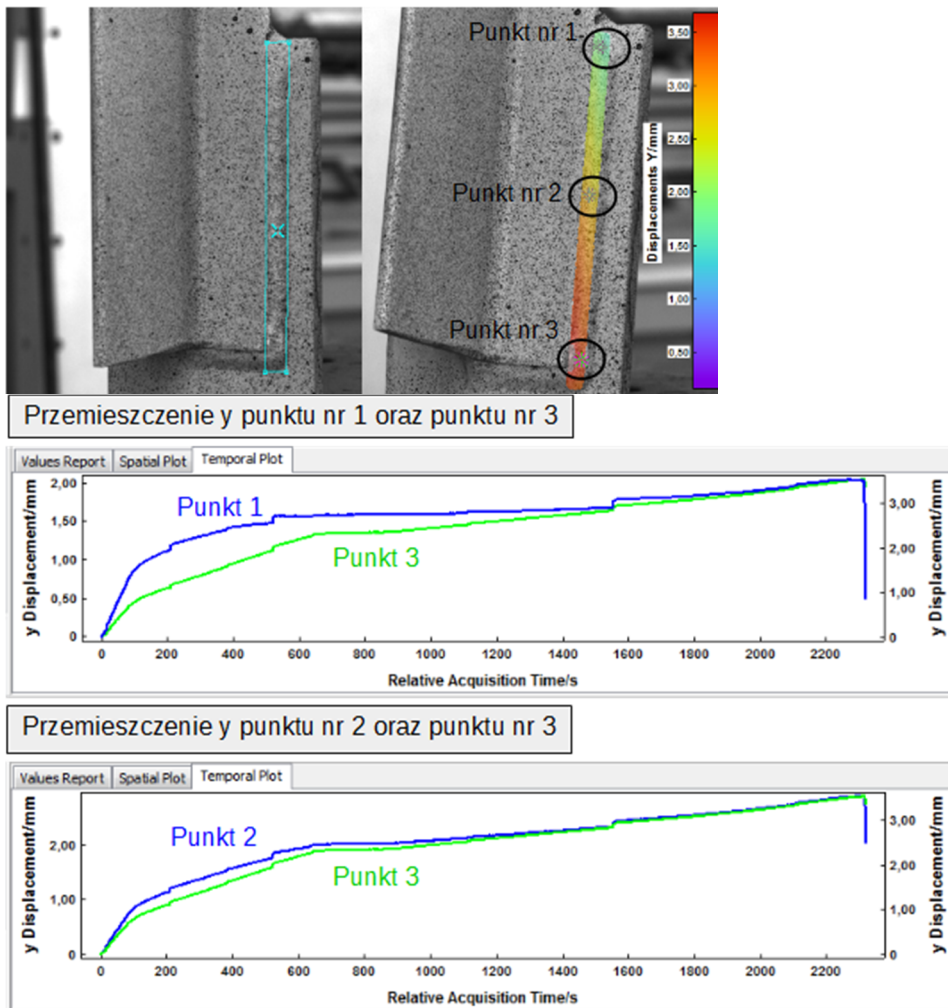 Punkt nr 1
Punkt nr 2
Punkt nr 3
3,50
3,00
2,50
2,00
1,50
1,00
0,50
Displacements Y/mm
Przemieszczenie y punktu nr 1 oraz punktu nr 3
Values Report Spatial Plot Temporal Plot
y Displacement/mm
2,00
1,50
1,00
0,50
0
Punkt 1
Punkt 3
3,00
2,00
1,00
0
y Displacement/mm
0 200 400 600 800 1000 1200 1400 1600 1800 2000 2200
Relative Acquisition Time/s
Przemieszczenie y punktu nr 2 oraz punktu nr 3
Values Report Spatial Plot Temporal Plot
y Displacement/mm
2,00
1,00
0
Punkt 2
Punkt 3
3,00
2,00
1,00
0
y Displacement/mm
0 200 400 600 800 1000 1200 1400 1600 1800 2000 2200
Relative Acquisition Time/s